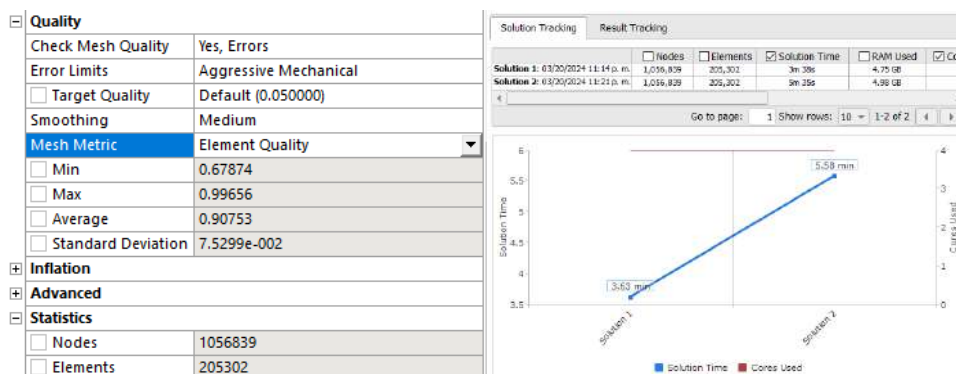 Quality
Check Mesh Quality Yes, Errors
Error Limits Aggressive Mechanical
Target Quality Default (0.050000)
Smoothing Medium
Mesh Metric Element Quality
Min 0.67874
Max 0.99656
Average 0.90753
Standard Deviation 7.5299e-002
Inflation
Advanced
Statistics
Nodes 1056839
Elements 205302
Solution Tracking Result Tracking
Nodes Elements Solution Time RAM Used Co
Solution 1: 03/20/2024 11:14 p. m. 1,056,839 205,302 3m 38s 4.75 GB
Solution 2: 03/20/2024 11:21 p. m. 1,056,839 205,302 5m 35s 4.98 GB
Go to page: 1 Show rows: 10 1-2 of 2
6
5.5
5
4.5
4
3.5
Solution Time
3.63 min
5.58 min
4
3
2
1
0
Cores Used
Solution 1
Solution 2
Solution Time Cores Used